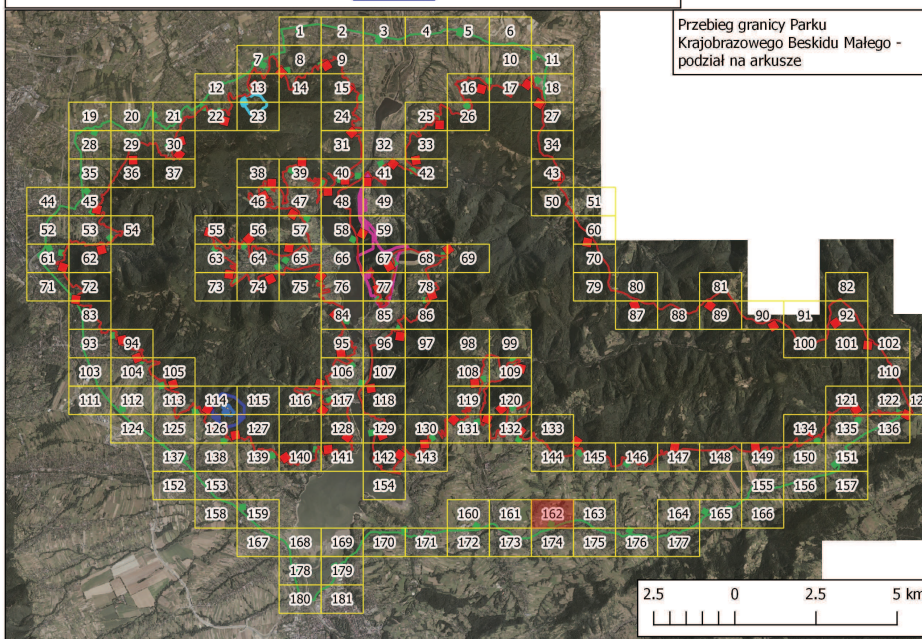 Przebieg granicy Parku
Krajobrazowego Beskidu Małego -
podział na arkusze
1 2 3 4 5 6
7 8 9 10 11
12 13 14 15 16 17 18
19 20 21 22 23 24 25 26 27
28 29 30 31 32 33 34
35 36 37 38 39 40 41 42 43
44 45 46 47 48 49 50 51
52 53 54 55 56 57 58 59 60
61 62 63 64 65 66 67 68 69 70
71 72 73 74 75 76 77 78 79 80 81 82
83 84 85 86 87 88 89 90 91 92
93 94 95 96 97 98 99 100 101 102
103 104 105 106 107 108 109 110
111 112 113 114 115 116 117 118 119 120 121 122
124 125 126 127 128 129 130 131 132 133 134 135 136
137 138 139 140 141 142 143 144 145 146 147 148 149 150 151
152 153 154 155 156 157
158 159 160 161 162 163 164 165 166
167 168 169 170 171 172 173 174 175 176 177
178 179
180 181
2.5 0 2.5 5 km